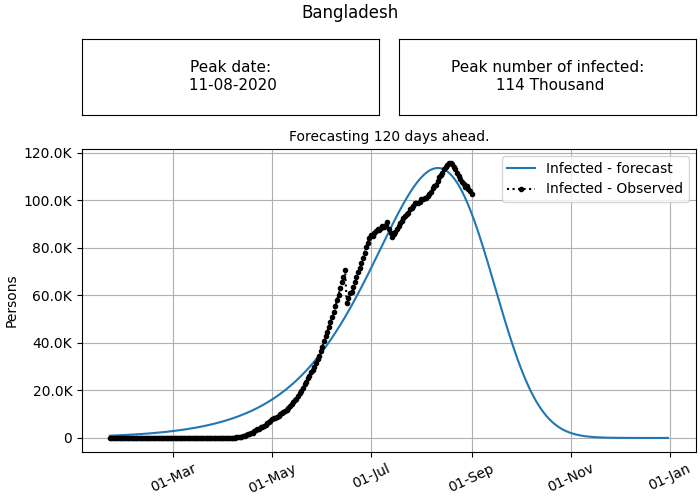 Bangladesh
Peak date:
11-08-2020
Peak number of infected:
114 Thousand
Forecasting 120 days ahead.
120.0K
100.0K
80.0K
60.0K
40.0K
20.0K
0
Persons
Infected - forecast
Infected - Observed
01-Mar
01-May
01-Jul
01-Sep
01-Nov
01-Jan